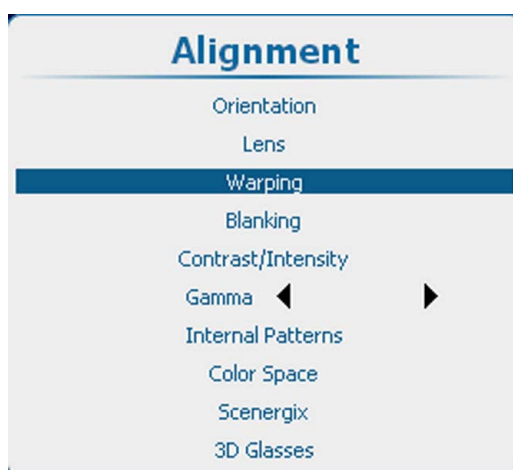 Alignment
Orientation
Lens
Warping
Blanking
Contrast/Intensity
Gamma
Internal Patterns
Color Space
Scenergix
3D Glasses